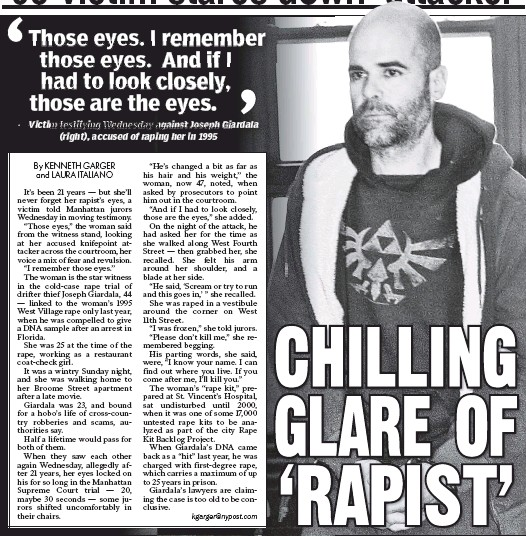 Those eyes. I remember
those eyes. And if I
had to look closely,
those are the eyes.
Victim testifying Wednesday against Joseph Giardala
(right), accused of raping her in 1995
By KENNETH GARGER
and LAURA ITALIANO
It's been 21 years — but she'll
never forget her rapist's eyes, a
victim told Manhattan jurors
Wednesday in moving testimony.
“Those eyes,” the woman said
from the witness stand, looking
at her accused knifepoint at-
tacker across the courtroom, her
voice a mix of fear and revulsion.
“I remember those eyes.”
The woman is the star witness
in the cold-case rape trial of
drifter thief Joseph Giardala, 44
— linked to the woman's 1995
West Village rape only last year,
when he was compelled to give
a DNA sample after an arrest in
Florida.
She was 25 at the time of the
rape, working as a restaurant
coat-check girl.
It was a wintry Sunday night,
and she was walking home to
her Broome Street apartment
after a late movie.
Giardala was 23, and bound
for a hobo's life of cross-coun-
try robberies and scams, au-
thorities say.
Half a lifetime would pass for
both of them.
When they saw each other
again Wednesday, allegedly af-
ter 21 years, her eyes locked on
his for so long in the Manhattan
Supreme Court trial — 20,
maybe 30 seconds — some ju-
rors shifted uncomfortably in
their chairs.
“He's changed a bit as far as
his hair and his weight,” the
woman, now 47, noted, when
asked by prosecutors to point
him out in the courtroom.
“And if I had to look closely,
those are the eyes,” she added.
On the night of the attack, he
had asked her for the time as
she walked along West Fourth
Street — then grabbed her, she
recalled. She felt his arm
around her shoulder, and a
blade at her side.
“He said, ‘Scream or try to run
and this goes in,’ ” she recalled.
She was raped in a vestibule
around the corner on West
11th Street.
“I was frozen,” she told jurors.
“Please don't kill me,” she re-
membered begging.
His parting words, she said,
were, “I know your name. I can
find out where you live. If you
come after me, I'll kill you.”
The woman's “rape kit,” pre-
pared at St. Vincent's Hospital,
sat undisturbed until 2000,
when it was one of some 17,000
untested rape kits to be ana-
lyzed as part of the city Rape
Kit Backlog Project.
When Giardala's DNA came
back as a “hit” last year, he was
charged with first-degree rape,
which carries a maximum of up
to 25 years in prison.
Giardala's lawyers are claim-
ing the case is too old to be con-
clusive.
kgarger@nypost.com
CHILLING
GLARE OF
‘RAPIST’